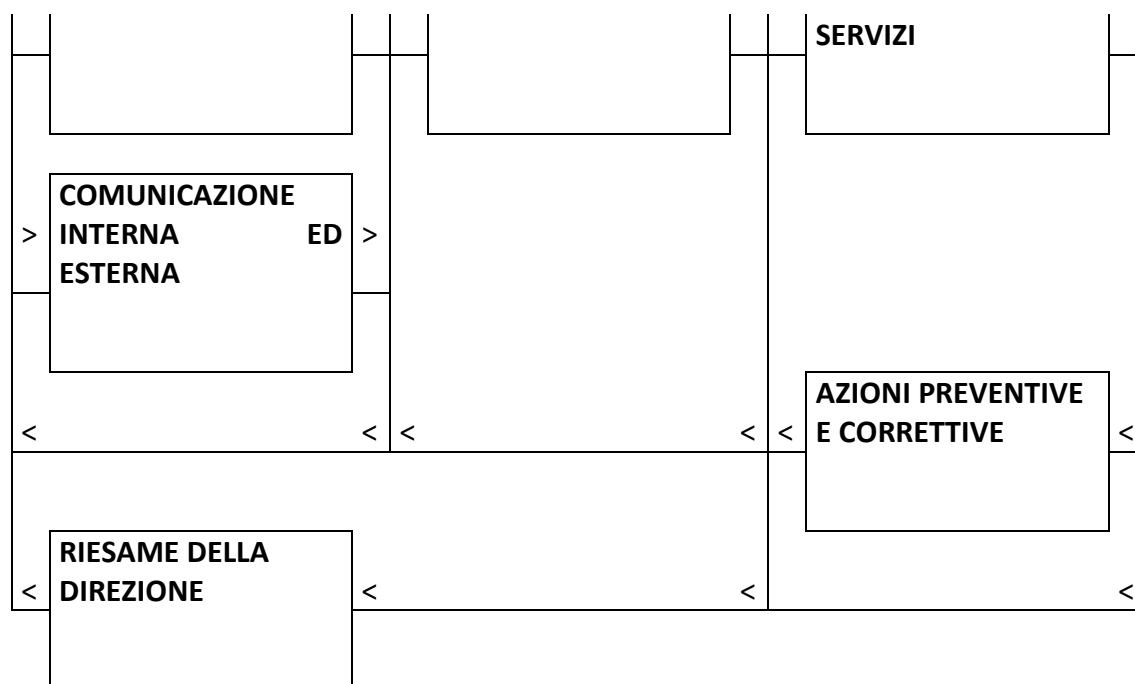 SERVIZI
COMUNICAZIONE
> INTERNA ED >
ESTERNA
AZIONI PREVENTIVE
< < < < < E CORRETTIVE <
RIESAME DELLA
< DIREZIONE < < <